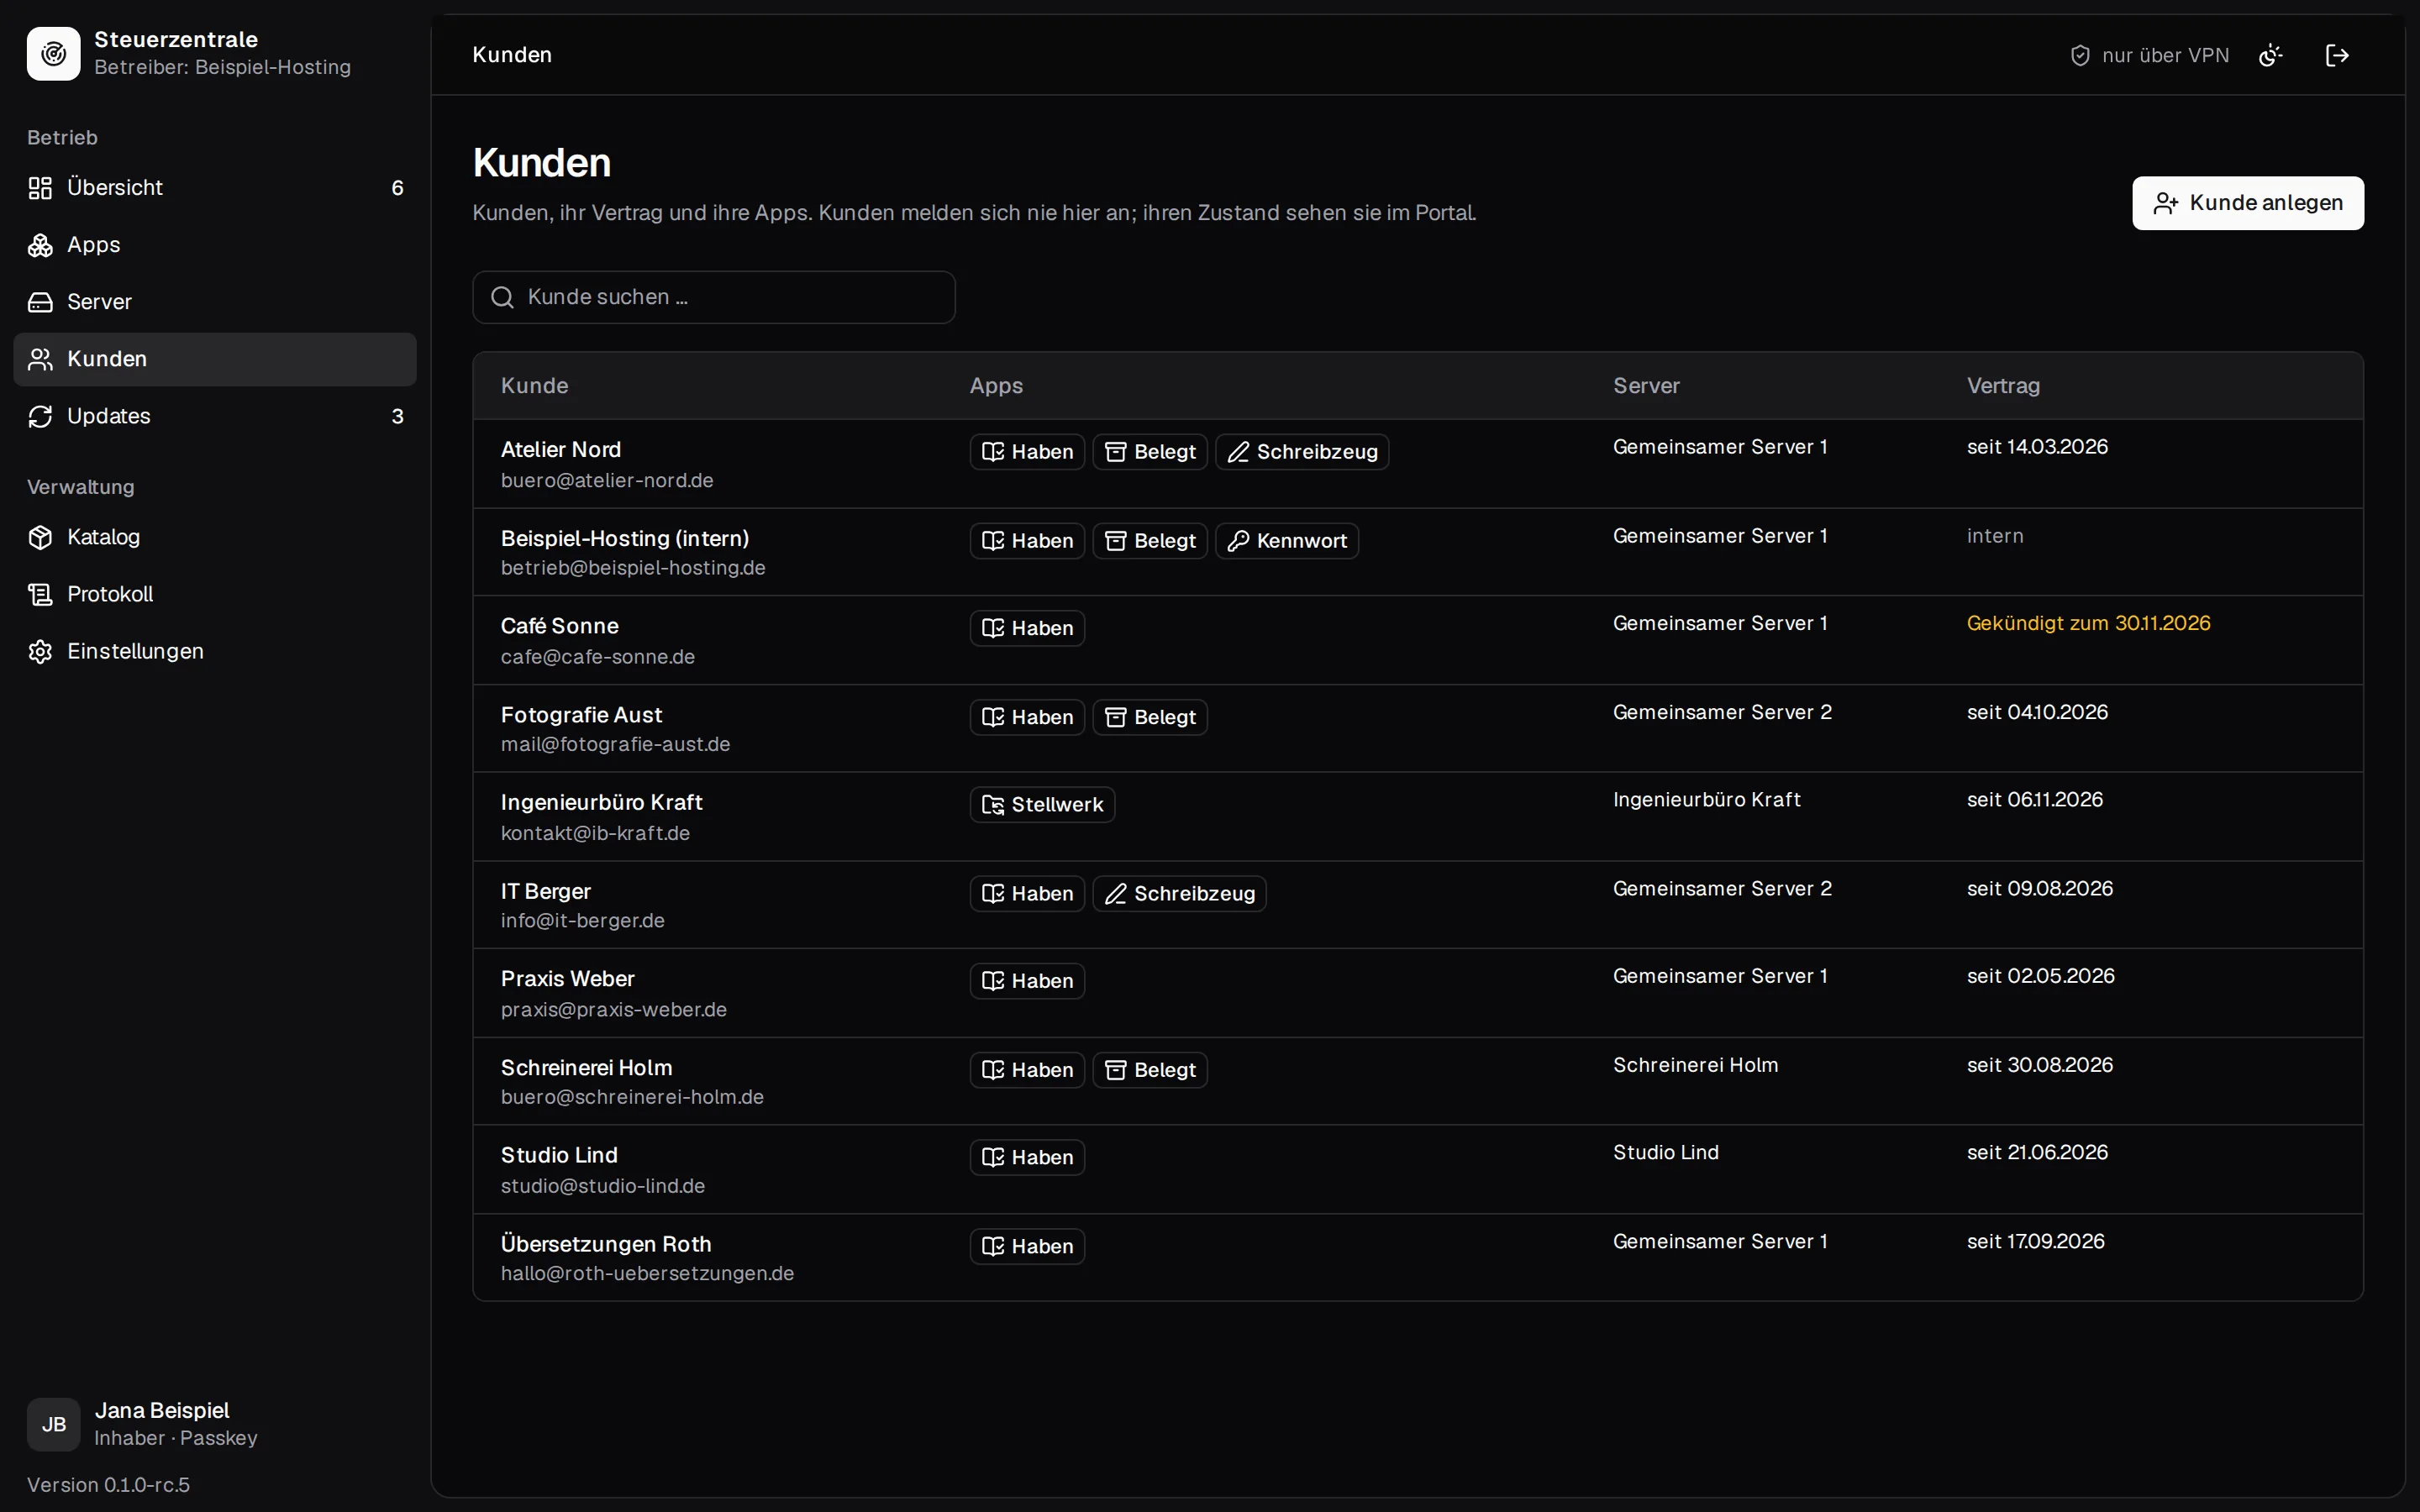 Steuerzentrale
Betreiber: Beispiel-Hosting
Betrieb
Übersicht 6
Apps
Server
Kunden
Updates 3
Verwaltung
Katalog
Protokoll
Einstellungen
JB
Jana Beispiel
Inhaber · Passkey
Version 0.1.0-rc.5
Kunden
nur über VPN
Kunden
Kunden, ihr Vertrag und ihre Apps. Kunden melden sich nie hier an; ihren Zustand sehen sie im Portal.
Kunde anlegen
Kunde suchen …
Kunde Apps Server Vertrag
Atelier Nord Haben Belegt Schreibzeug Gemeinsamer Server 1 seit 14.03.2026
buero@atelier-nord.de
Beispiel-Hosting (intern) Haben Belegt Kennwort Gemeinsamer Server 1 intern
betrieb@beispiel-hosting.de
Café Sonne Haben Gemeinsamer Server 1 Gekündigt zum 30.11.2026
cafe@cafe-sonne.de
Fotografie Aust Haben Belegt Gemeinsamer Server 2 seit 04.10.2026
mail@fotografie-aust.de
Ingenieurbüro Kraft Stellwerk Ingenieurbüro Kraft seit 06.11.2026
kontakt@ib-kraft.de
IT Berger Haben Schreibzeug Gemeinsamer Server 2 seit 09.08.2026
info@it-berger.de
Praxis Weber Haben Gemeinsamer Server 1 seit 02.05.2026
praxis@praxis-weber.de
Schreinerei Holm Haben Belegt Schreinerei Holm seit 30.08.2026
buero@schreinerei-holm.de
Studio Lind Haben Studio Lind seit 21.06.2026
studio@studio-lind.de
Übersetzungen Roth Haben Gemeinsamer Server 1 seit 17.09.2026
hallo@roth-uebersetzungen.de